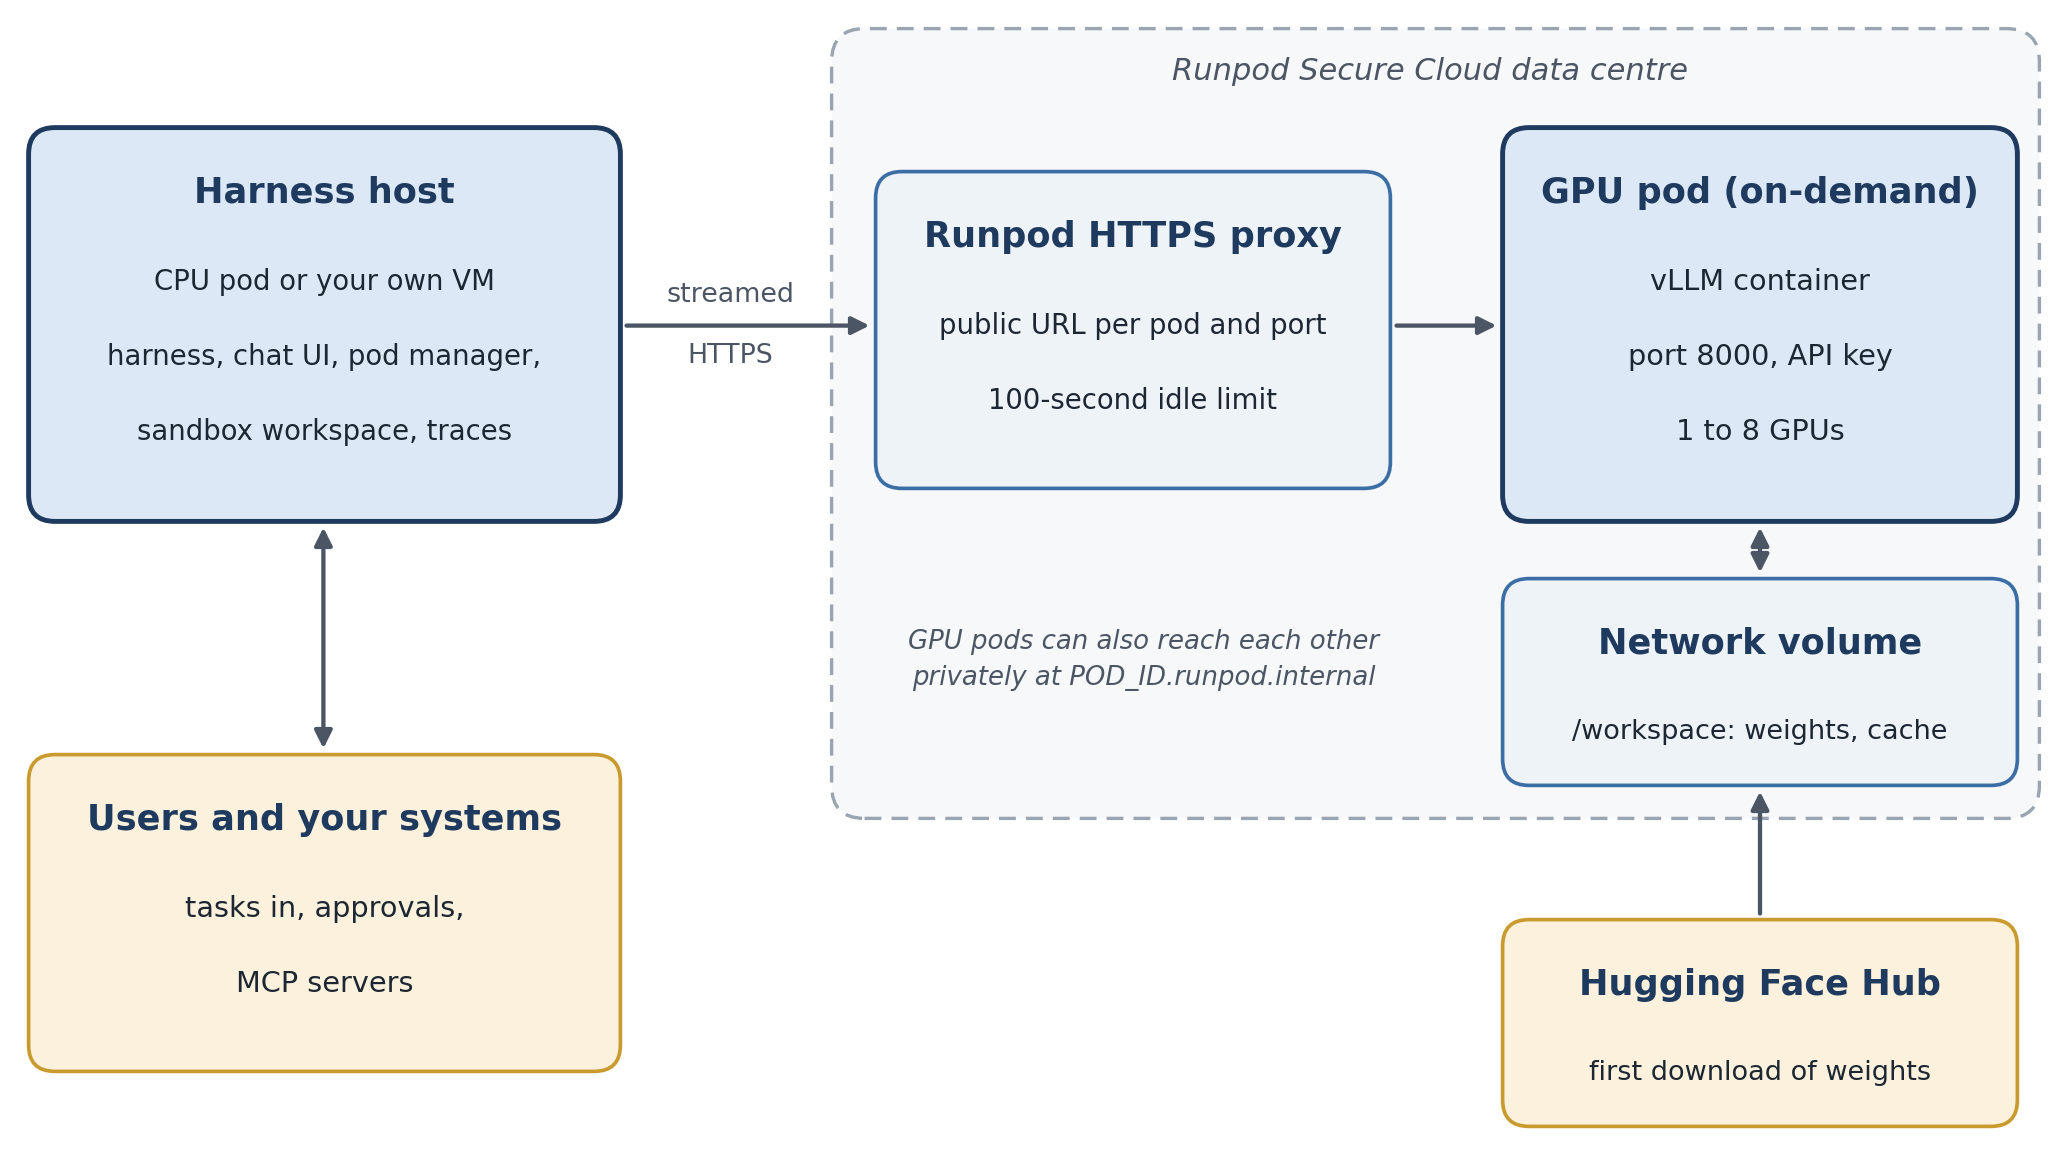 Runpod Secure Cloud data centre
Harness host
CPU pod or your own VM
harness, chat UI, pod manager,
sandbox workspace, traces
streamed
HTTPS
Runpod HTTPS proxy
public URL per pod and port
100-second idle limit
GPU pod (on-demand)
vLLM container
port 8000, API key
1 to 8 GPUs
GPU pods can also reach each other
privately at POD_ID.runpod.internal
Network volume
/workspace: weights, cache
Users and your systems
tasks in, approvals,
MCP servers
Hugging Face Hub
first download of weights